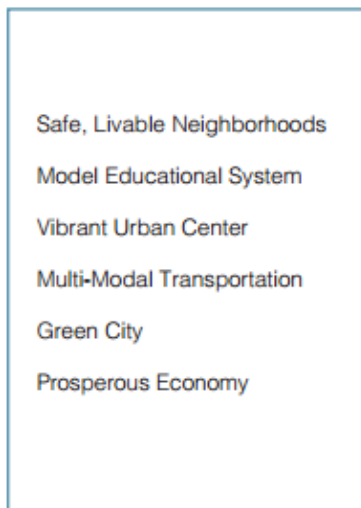 Safe, Livable Neighborhoods
Model Educational System
Vibrant Urban Center
Multi-Modal Transportation
Green City
Prosperous Economy